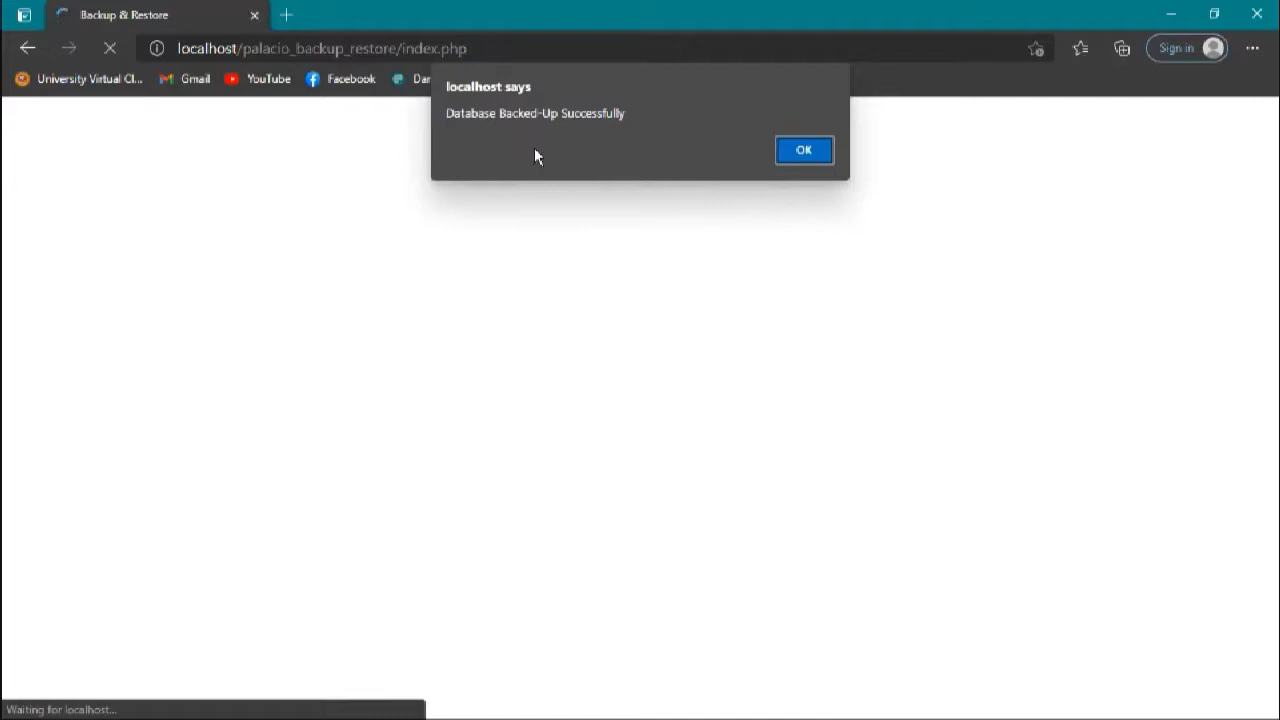 Backup & Restore
localhost/palacio_backup_restore/index.php
Sign in
University Virtual Cl...
Gmail
YouTube
Facebook
Dar
localhost says
Database Backed-Up Successfully
OK
Waiting for localhost...